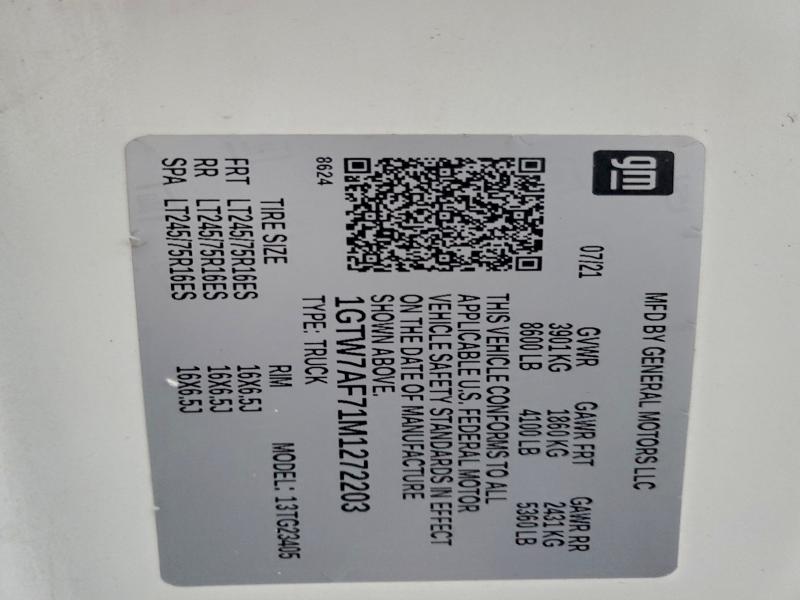 gm
MFD BY GENERAL MOTORS LLC
07/21
GVWR GAWR FRT GAWR RR
3901 KG 1860 KG 2431 KG
8600 LB 4100 LB 5360 LB
THIS VEHICLE CONFORMS TO ALL
APPLICABLE U.S. FEDERAL MOTOR
VEHICLE SAFETY STANDARDS IN EFFECT
ON THE DATE OF MANUFACTURE
SHOWN ABOVE.
1GTW7AF71M1272203
TYPE: TRUCK
8624
MODEL: 13TG23405
TIRE SIZE RIM
FRT LT245/75R16ES 16X6.5J
RR LT245/75R16ES 16X6.5J
SPA LT245/75R16ES 16X6.5J